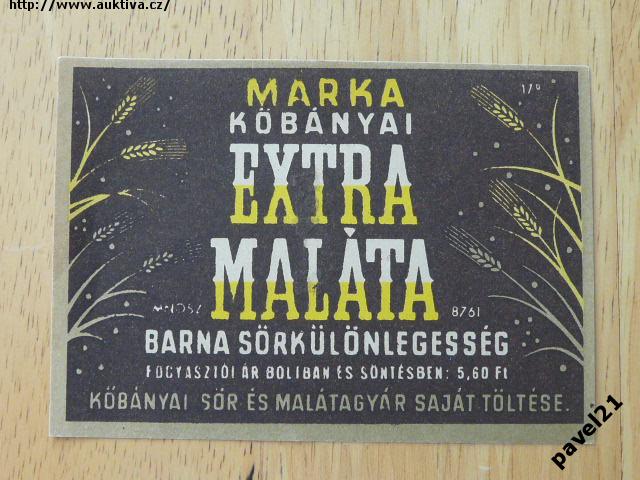 http://www.auktiva.cz/
MARKA
17°
KŐBÁNYAI
EXTRA
MALÁTA
MNOSZ 8761
BARNA SÖRKÜLÖNLEGESSÉG
FOGYASZTÓI ÁR BOLTBAN ÉS SÖNTÉSBEN: 5,60 Ft
KŐBÁNYAI SÖR ÉS MALÁTAGYÁR SAJÁT TÖLTÉSE.
pavel21